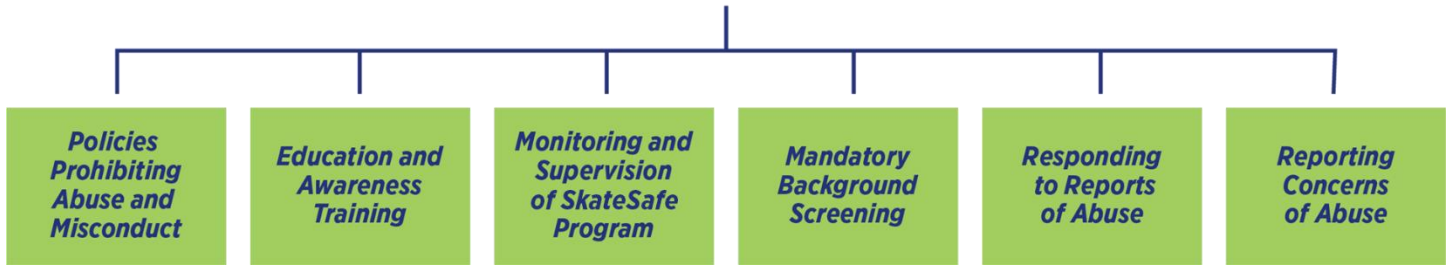 Policies
Prohibiting
Abuse and
Misconduct
Education and
Awareness
Training
Monitoring and
Supervision
of SkateSafe
Program
Mandatory
Background
Screening
Responding
to Reports
of Abuse
Reporting
Concerns
of Abuse